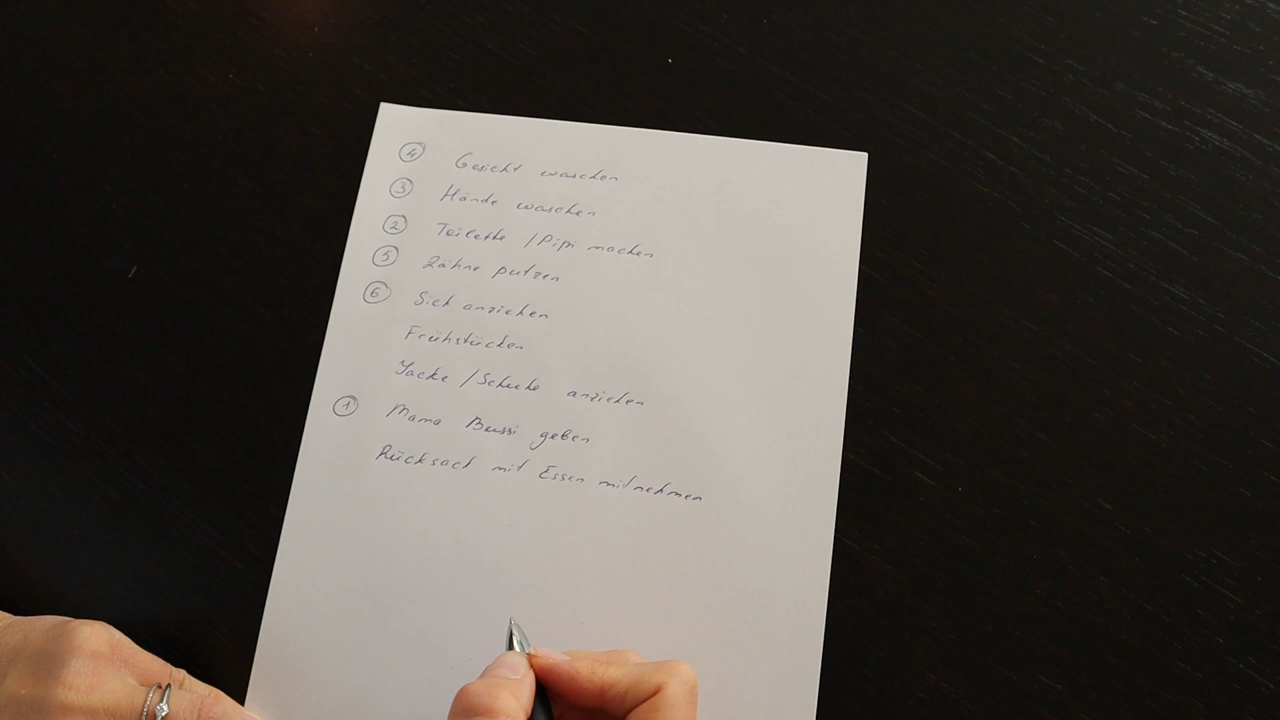 ④ Gesicht waschen
③ Hände waschen
② Toilette / Pipi machen
⑤ Zähne putzen
⑥ Sich anziehen
Frühstücken
Jacke / Schuhe anziehen
① Mama Bussi geben
Rücksack mit Essen mitnehmen